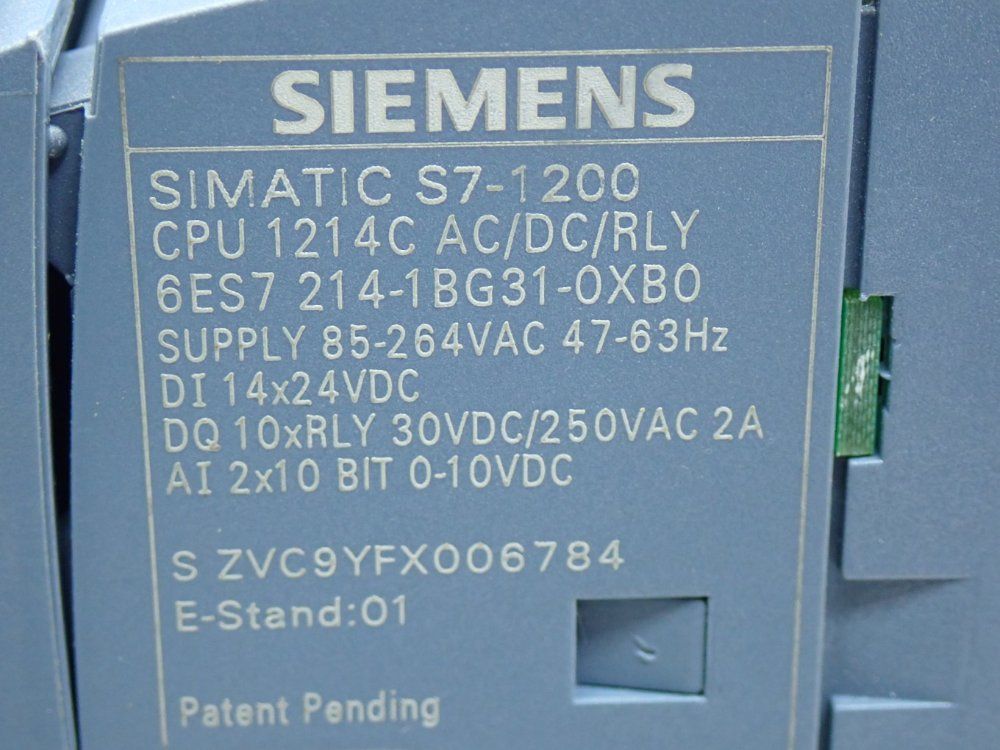 SIEMENS
SIMATIC S7-1200
CPU 1214C AC/DC/RLY
6ES7 214-1BG31-0XB0
SUPPLY 85-264VAC 47-63Hz
DI 14x24VDC
DQ 10xRLY 30VDC/250VAC 2A
AI 2x10 BIT 0-10VDC
S ZVC9YFX006784
E-Stand:01
Patent Pending